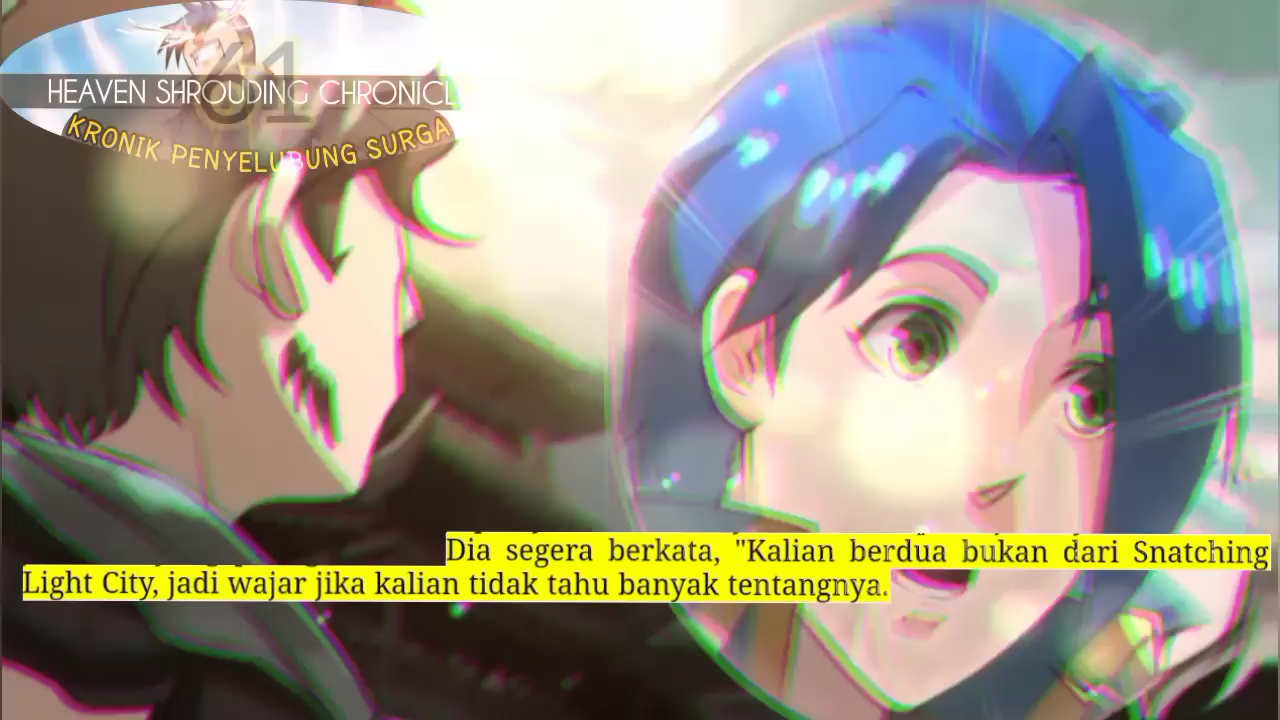 61
HEAVEN SHROUDING CHRONICL
KRONIK PENYELUBUNG SURGA
Dia segera berkata, "Kalian berdua bukan dari Snatching
Light City, jadi wajar jika kalian tidak tahu banyak tentangnya.